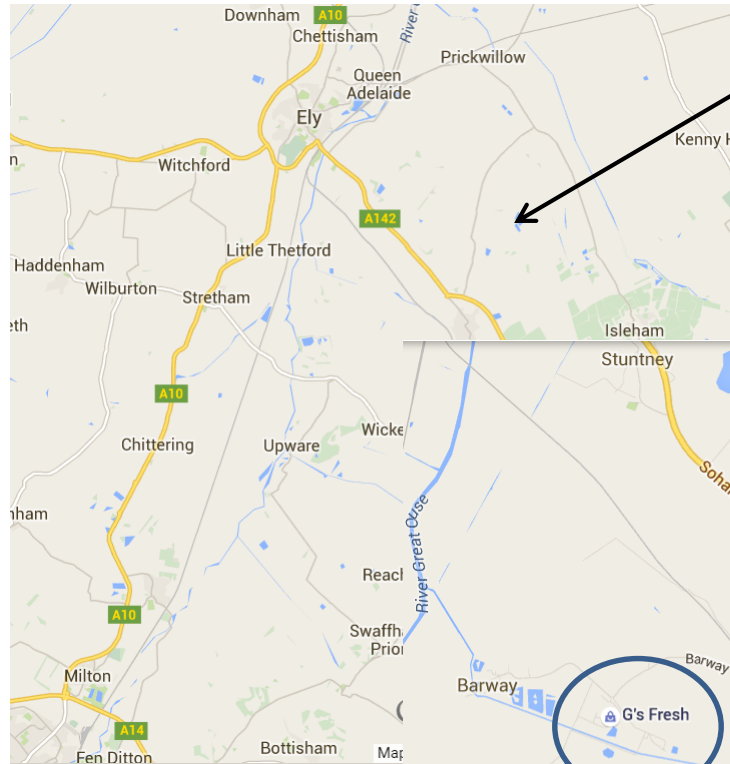 Downham
A10
Chettisham
River
Prickwillow
Queen
Adelaide
Ely
Kenny H
n
Witchford
A142
Little Thetford
Haddenham
Wilburton
Stretham
eth
Isleham
Stuntney
A10
Chittering
Upware
Wicke
Soha
nham
River Great Ouse
Reach
A10
Swaffh
Prior
Barway
Milton
Barway
G's Fresh
A14
Bottisham
Map
Fen Ditton